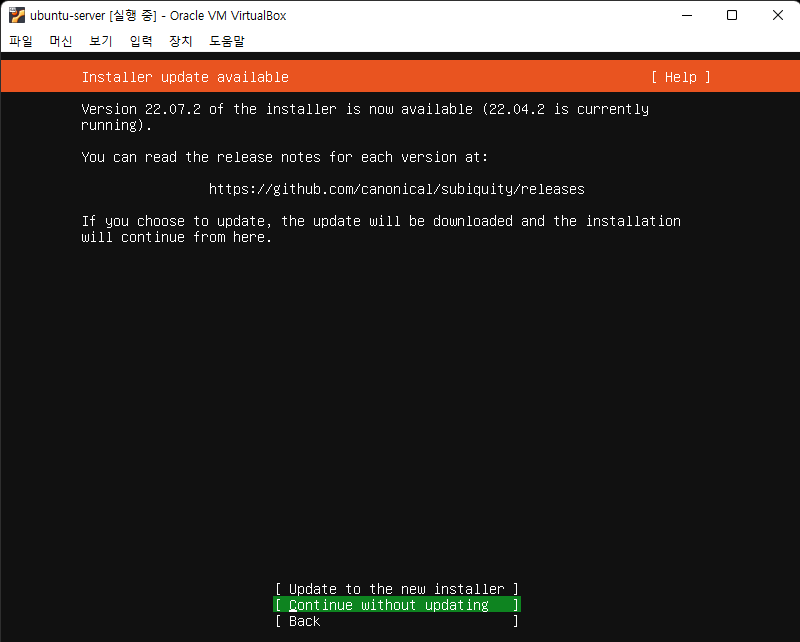 ubuntu-server [실행 중] - Oracle VM VirtualBox
파일 머신 보기 입력 장치 도움말
Installer update available [ Help ]
Version 22.07.2 of the installer is now available (22.04.2 is currently
running).
You can read the release notes for each version at:
https://github.com/canonical/subiquity/releases
If you choose to update, the update will be downloaded and the installation
will continue from here.
[ Update to the new installer ]
[ Continue without updating ]
[ Back ]